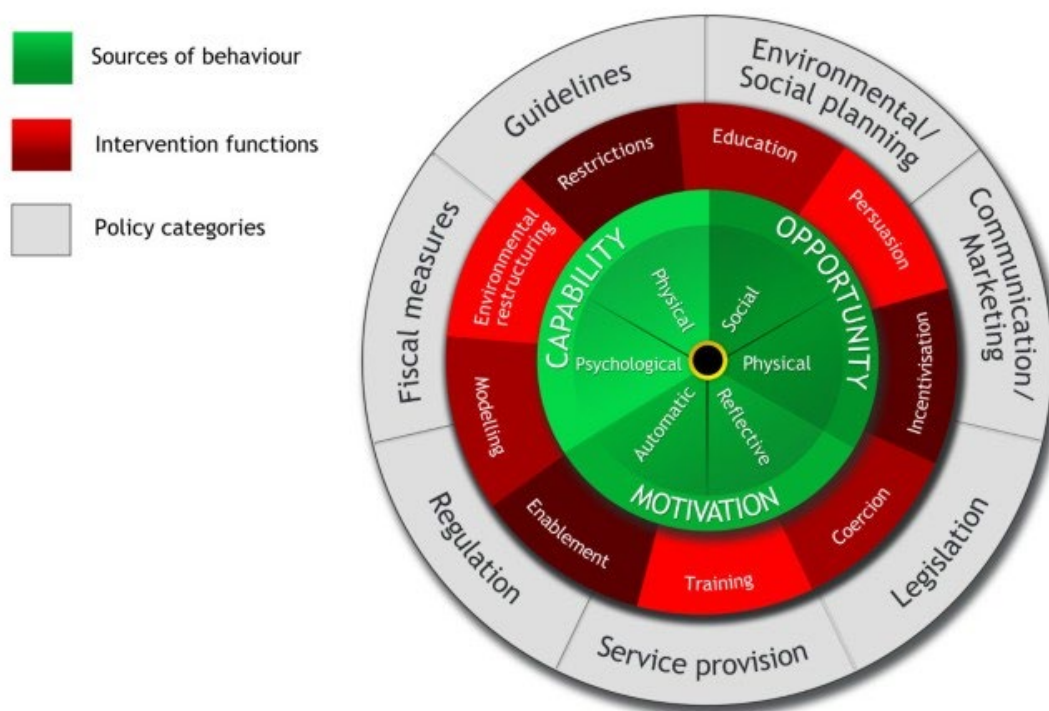 Sources of behaviour
Intervention functions
Policy categories
Guidelines
Environmental/
Social planning
Communication/
Marketing
Legislation
Service provision
Regulation
Fiscal measures
Restrictions
Education
Persuasion
Incentivisation
Coercion
Training
Enablement
Modelling
Environmental
restructuring
CAPABILITY
OPPORTUNITY
MOTIVATION
Physical
Social
Physical
Reflective
Automatic
Psychological